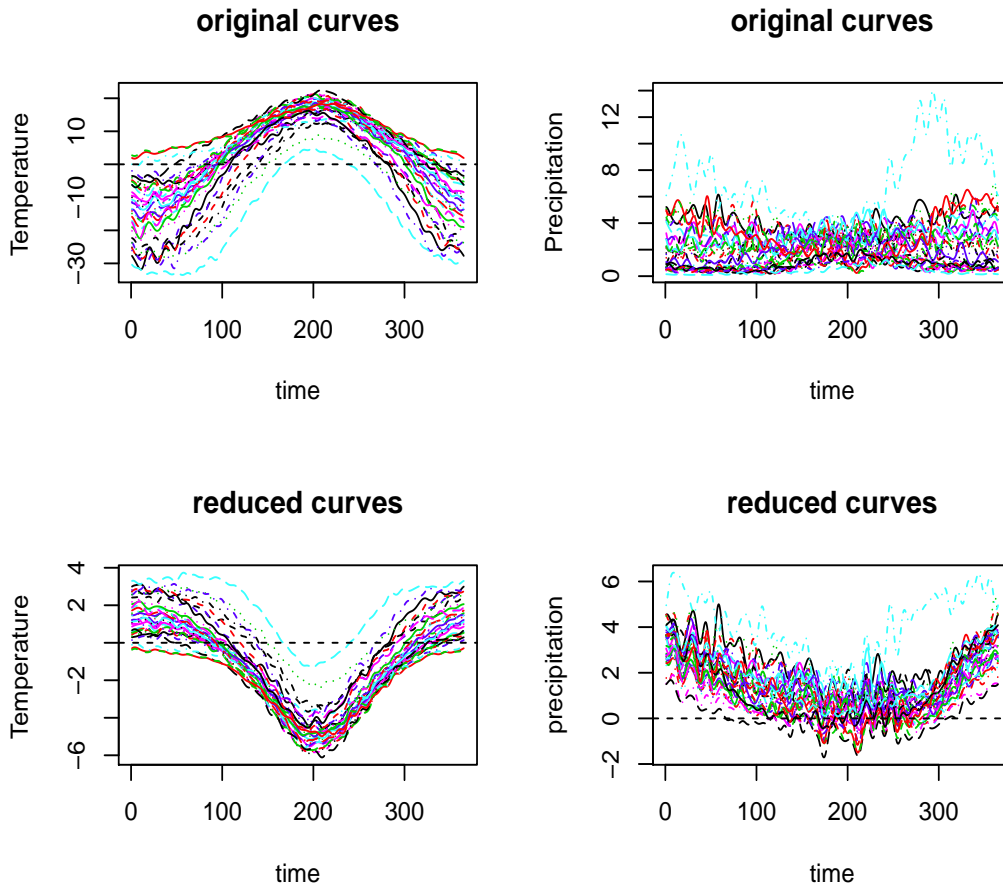 original curves
Temperature
10
−10
−30
0 100 200 300
time
original curves
Precipitation
12
8
4
0
0 100 200 300
time
reduced curves
Temperature
4
2
−2
−6
0 100 200 300
time
reduced curves
precipitation
6
4
2
0
−2
0 100 200 300
time